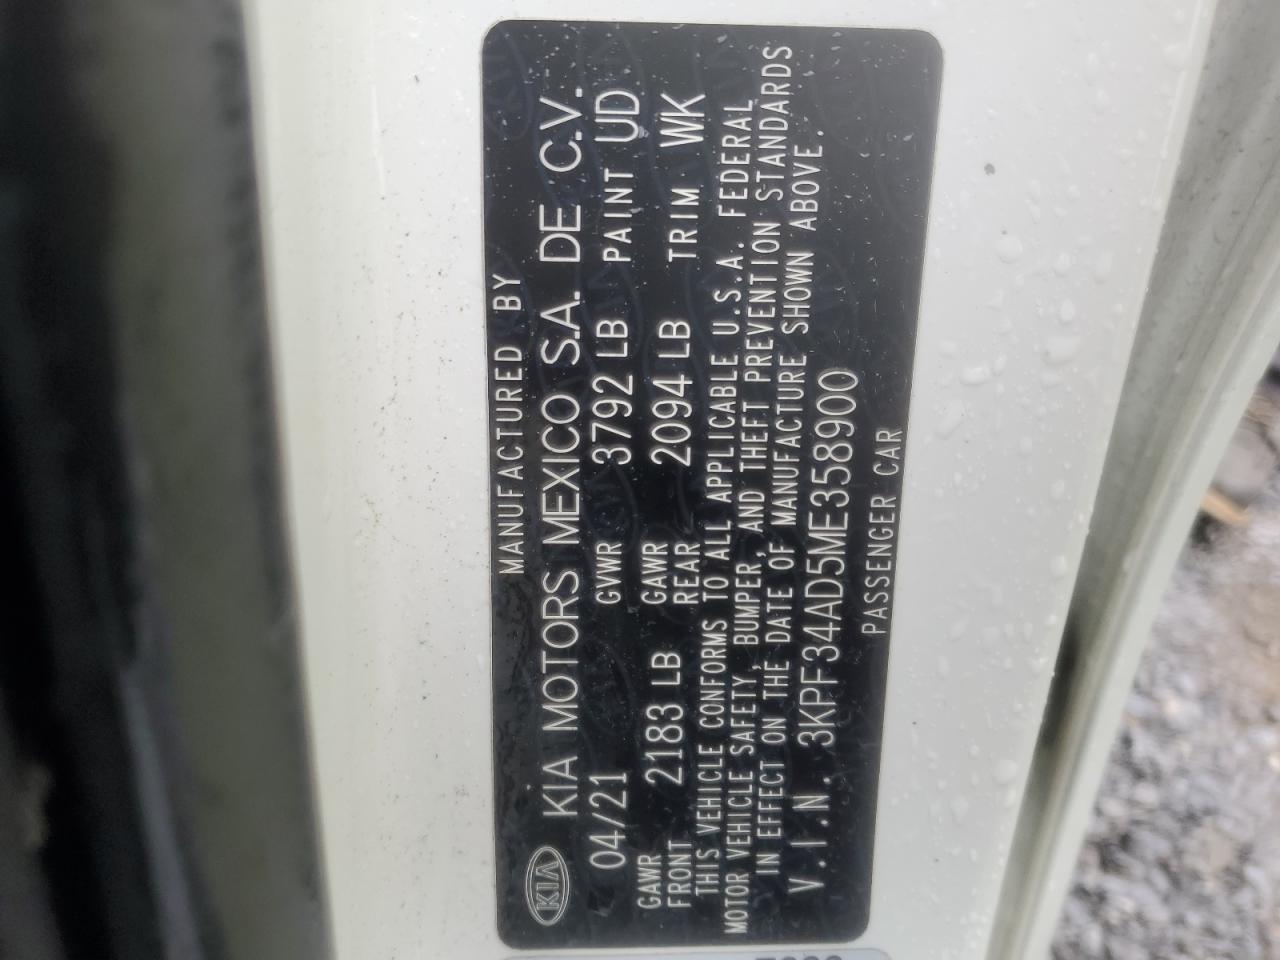 MANUFACTURED BY
KIA KIA MOTORS MEXICO S.A. DE C.V.
04/21 GVWR 3792 LB PAINT UD
GAWR FRONT 2183 LB GAWR REAR 2094 LB TRIM WK
THIS VEHICLE CONFORMS TO ALL APPLICABLE U.S.A. FEDERAL
MOTOR VEHICLE SAFETY, BUMPER, AND THEFT PREVENTION STANDARDS
IN EFFECT ON THE DATE OF MANUFACTURE SHOWN ABOVE.
V.I.N. 3KPF34AD5ME358900
PASSENGER CAR